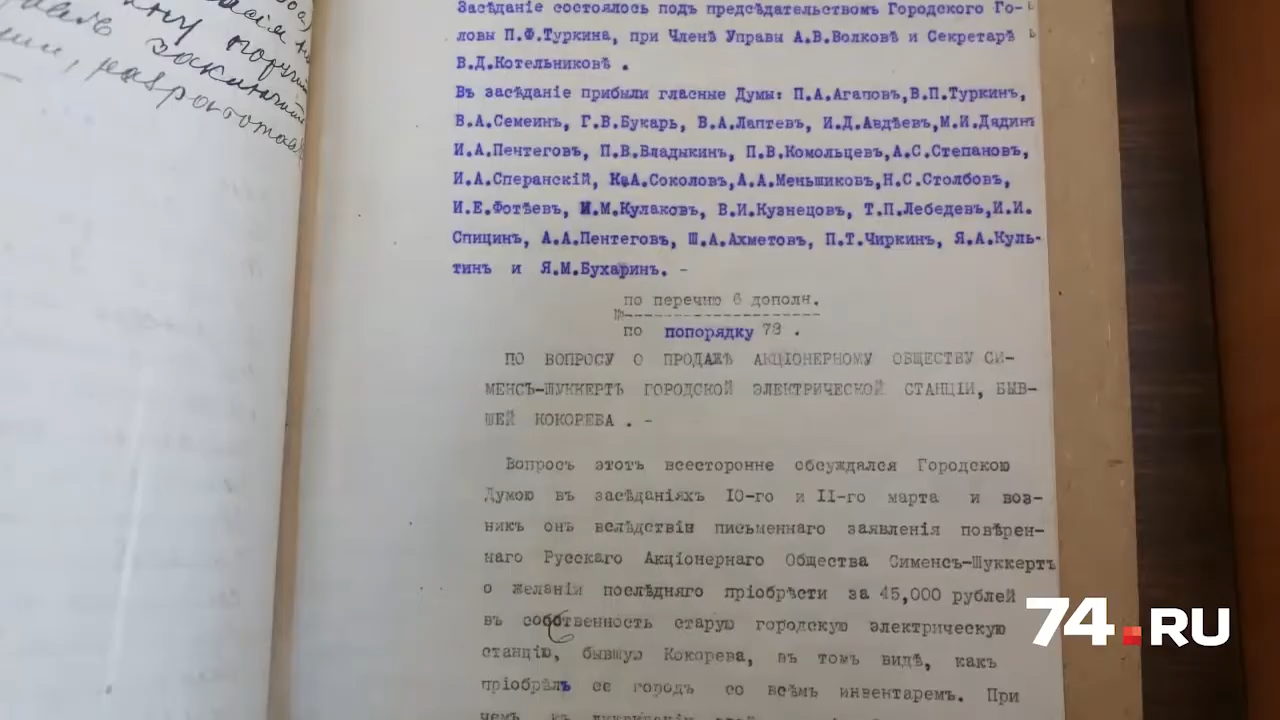 поручи
закончить
Засѣданіе состоялось подъ предсѣдательствомъ Городского Го-
ловы П.Ф.Туркина, при Членѣ Управы А.В.Волковѣ и Секретарѣ
В.Д.Котельниковѣ .
Въ засѣданіе прибыли гласные Думы: П.А.Агаповъ,В.П.Туркинъ,
В.А.Семеинъ, Г.В.Букарь, В.А.Лаптевъ, И.Д.Авдѣевъ,М.И.Дядинъ
И.А.Пентеговъ, П.В.Владыкинъ, П.В.Комольцевъ,А.С.Степановъ,
И.А.Сперанскій, К.А.Соколовъ,А.А.Меньшиковъ,Н.С.Столбовъ,
И.Е.Фотѣевъ, И.М.Кулаковъ, В.И.Кузнецовъ, Т.П.Лебедевъ,И.И.
Спицинъ, А.А.Пентеговъ, Ш.А.Ахметовъ, П.Т.Чиркинъ, Я.А.Куль-
тинъ и Я.М.Бухаринъ. -
по перечню 6 дополн.
№--------------------
по попорядку 78 .
ПО ВОПРОСУ О ПРОДАЖѢ АКЦІОНЕРНОМУ ОБЩЕСТВУ СИ-
МЕНСЪ-ШУККЕРТЪ ГОРОДСКОЙ ЭЛЕКТРИЧЕСКОЙ СТАНЦІИ, БЫВ-
ШЕЙ КОКОРЕВА . -
Вопросъ этотъ всесторонне обсуждался Городскою
Думою въ засѣданіяхъ 10-го и 11-го марта и воз-
никъ онъ вслѣдствіи письменнаго заявленія повѣрен-
наго Русскаго Акціонернаго Общества Сименсъ-Шуккертъ
о желаніи послѣдняго пріобрѣсти за 45,000 рублей
въ собственность старую городскую электрическую
станцію, бывшую Кокорева, въ томъ видѣ, какъ
пріобрѣлъ ее городъ со всѣмъ инвентаремъ. При
74.RU